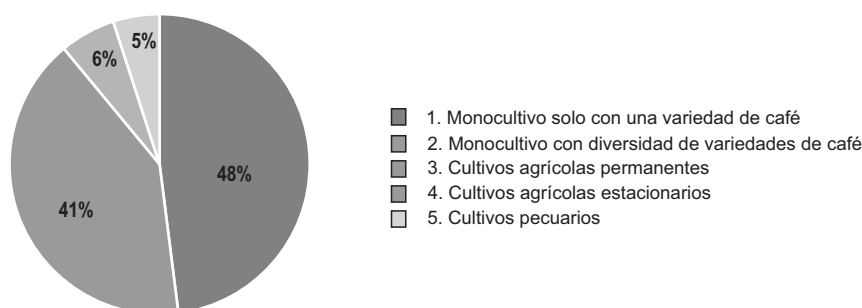 5%
6%
48%
41%
1. Monocultivo solo con una variedad de café
2. Monocultivo con diversidad de variedades de café
3. Cultivos agrícolas permanentes
4. Cultivos agrícolas estacionarios
5. Cultivos pecuarios